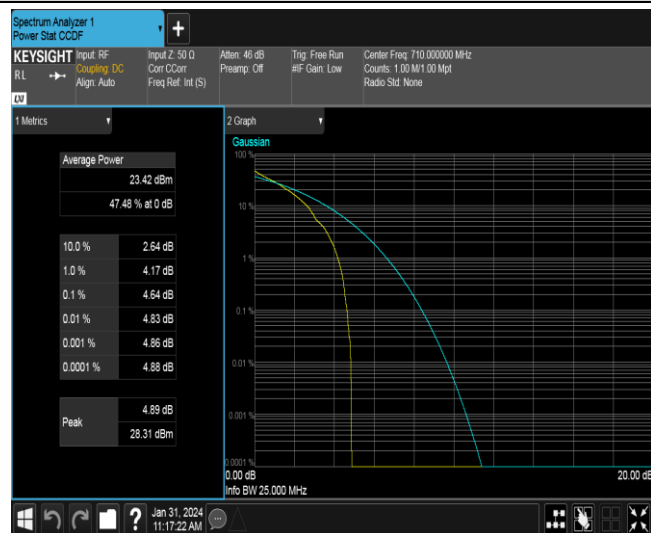 Spectrum Analyzer 1
Power Stat CCDF
+
KEYSIGHT Input: RF Input Z: 50 Ω Atten: 46 dB Trig: Free Run Center Freq: 710.000000 MHz
RL Coupling: DC Corr CCorr Preamp: Off #IF Gain: Low Counts: 1.00 M/1.00 Mpt
Align: Auto Freq Ref: Int (S) Radio Std: None
LXI
1 Metrics
Average Power
23.42 dBm
47.48 % at 0 dB
10.0 % 2.64 dB
1.0 % 4.17 dB
0.1 % 4.64 dB
0.01 % 4.83 dB
0.001 % 4.86 dB
0.0001 % 4.88 dB
Peak 4.89 dB
28.31 dBm
2 Graph
Gaussian
100 %
10 %
1 %
0.1 %
0.01 %
0.001 %
0.0001 %
0.00 dB 20.00 dB
Info BW 25.000 MHz
? Jan 31, 2024
11:17:22 AM